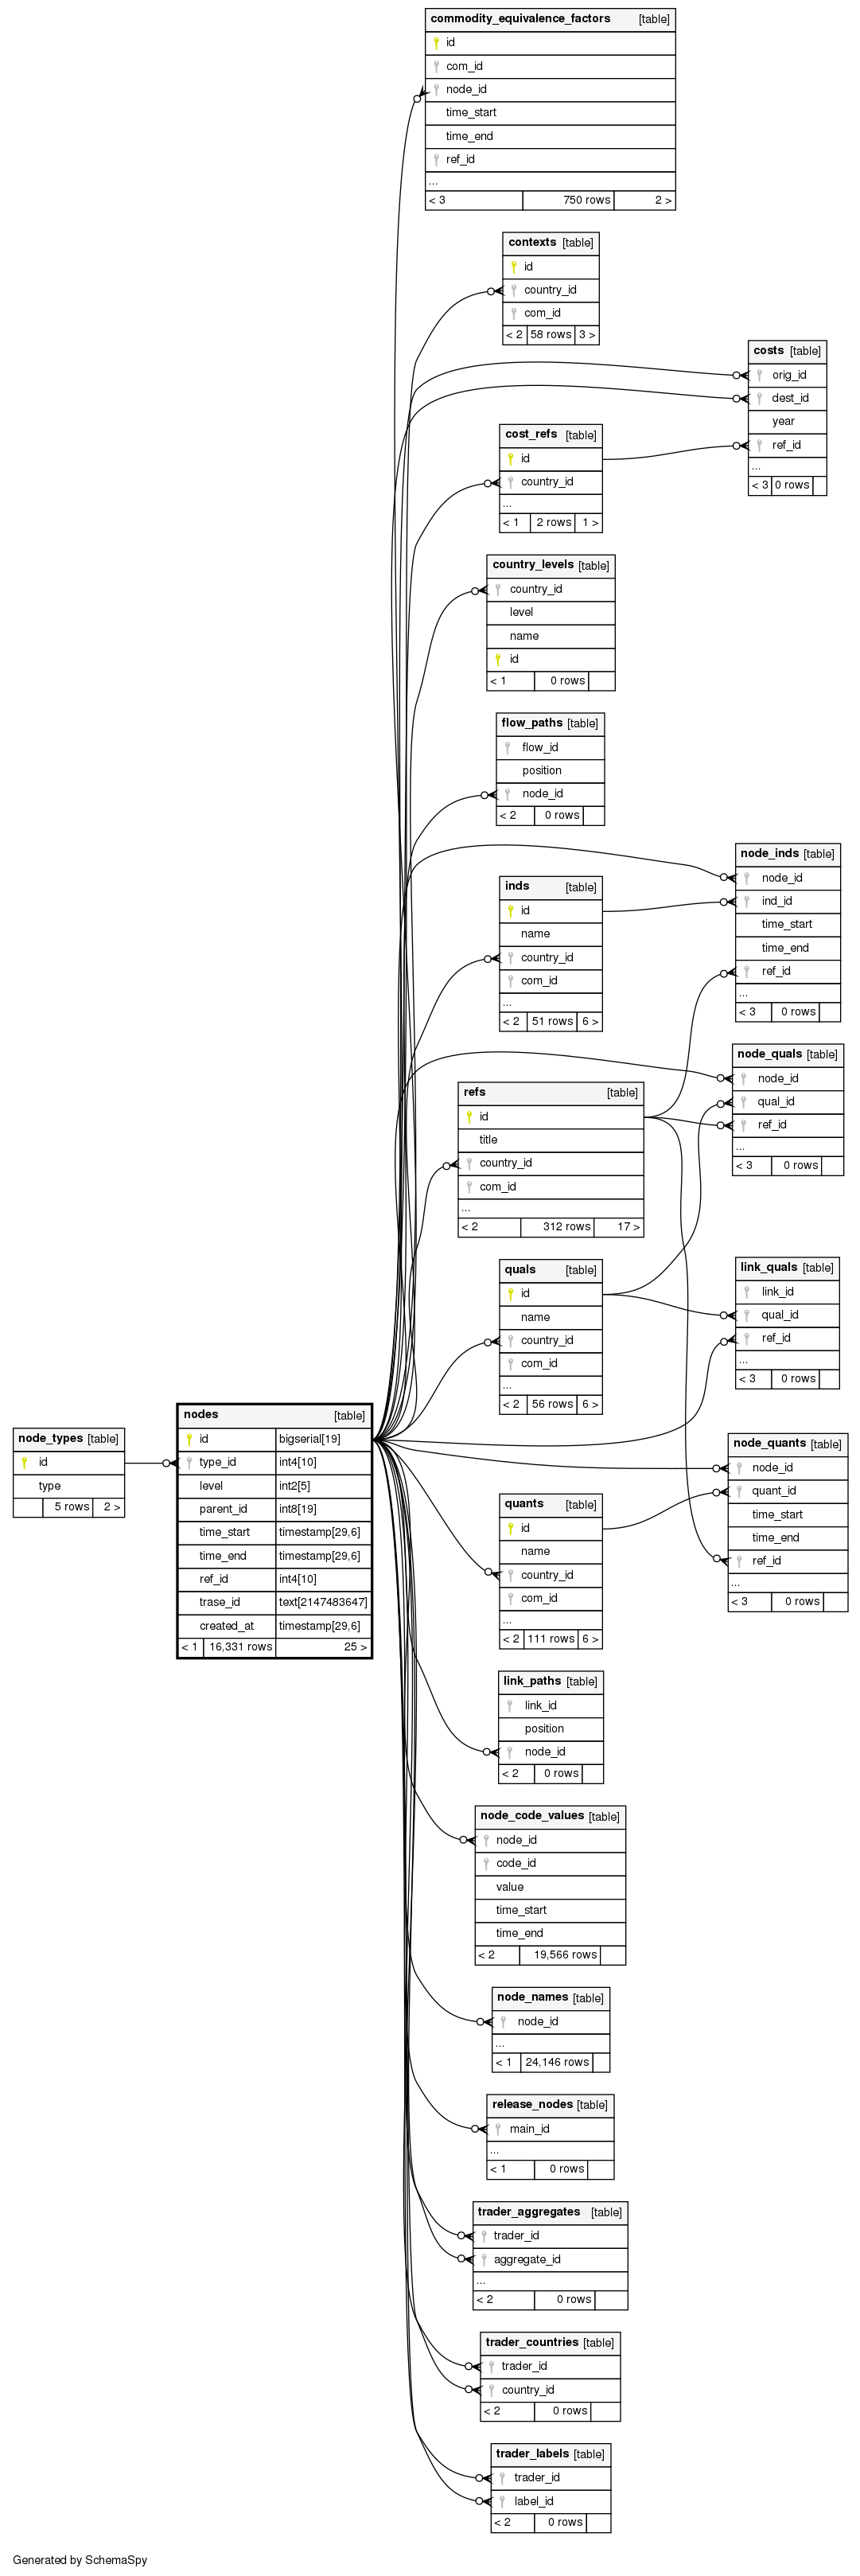 commodity_equivalence_factors [table]
id
com_id
node_id
time_start
time_end
ref_id
...
< 3 750 rows 2 >
contexts [table]
id
country_id
com_id
< 2 58 rows 3 >
costs [table]
orig_id
dest_id
year
ref_id
...
< 3 0 rows
cost_refs [table]
id
country_id
...
< 1 2 rows 1 >
country_levels [table]
country_id
level
name
id
< 1 0 rows
flow_paths [table]
flow_id
position
node_id
< 2 0 rows
node_inds [table]
node_id
ind_id
time_start
time_end
ref_id
...
< 3 0 rows
inds [table]
id
name
country_id
com_id
...
< 2 51 rows 6 >
node_quals [table]
node_id
qual_id
ref_id
...
< 3 0 rows
refs [table]
id
title
country_id
com_id
...
< 2 312 rows 17 >
quals [table]
id
name
country_id
com_id
...
< 2 56 rows 6 >
link_quals [table]
link_id
qual_id
ref_id
...
< 3 0 rows
node_types [table]
id
type
5 rows 2 >
nodes [table]
id bigserial[19]
type_id int4[10]
level int2[5]
parent_id int8[19]
time_start timestamp[29,6]
time_end timestamp[29,6]
ref_id int4[10]
trase_id text[2147483647]
created_at timestamp[29,6]
< 1 16,331 rows 25 >
node_quants [table]
node_id
quant_id
time_start
time_end
ref_id
...
< 3 0 rows
quants [table]
id
name
country_id
com_id
...
< 2 111 rows 6 >
link_paths [table]
link_id
position
node_id
< 2 0 rows
node_code_values [table]
node_id
code_id
value
time_start
time_end
< 2 19,566 rows
node_names [table]
node_id
...
< 1 24,146 rows
release_nodes [table]
main_id
...
< 1 0 rows
trader_aggregates [table]
trader_id
aggregate_id
...
< 2 0 rows
trader_countries [table]
trader_id
country_id
< 2 0 rows
trader_labels [table]
trader_id
label_id
< 2 0 rows
Generated by SchemaSpy